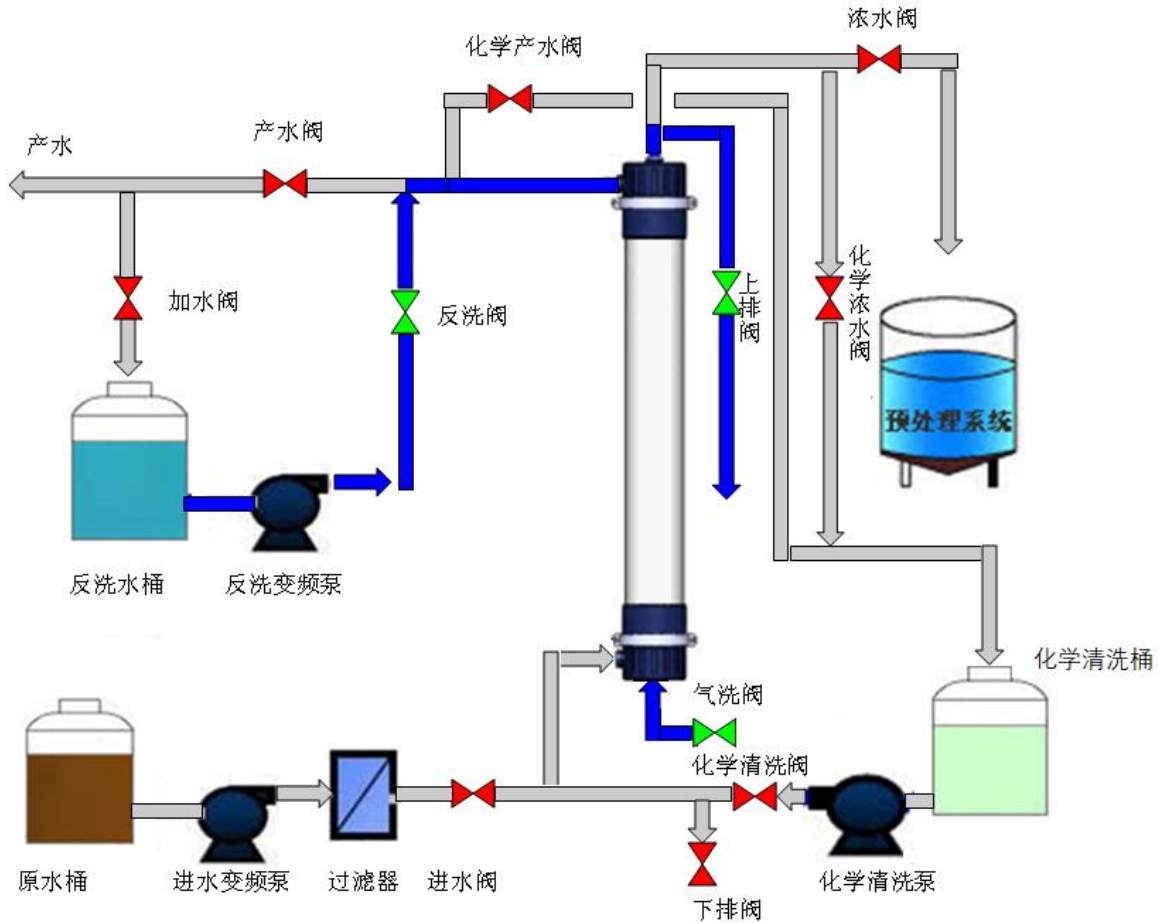 浓水阀
化学产水阀
产水阀
产水
加水阀
反洗阀
上排阀
化学浓水阀
预处理系统
反洗水桶
反洗变频泵
化学清洗桶
气洗阀
化学清洗阀
原水桶
进水变频泵
过滤器
进水阀
化学清洗泵
下排阀